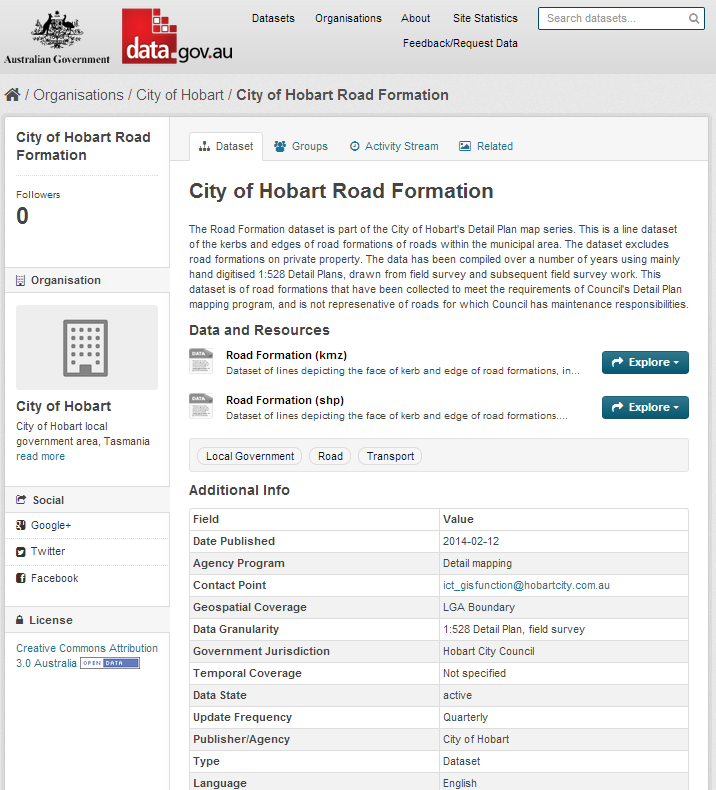 Australian Government
data.gov.au
Datasets Organisations About Site Statistics
Feedback/Request Data
Search datasets...
/ Organisations / City of Hobart / City of Hobart Road Formation
City of Hobart Road
Formation
Followers
0
Organisation
City of Hobart
City of Hobart local
government area, Tasmania
read more
Social
Google+
Twitter
Facebook
License
Creative Commons Attribution
3.0 Australia OPEN DATA
Dataset Groups Activity Stream Related
City of Hobart Road Formation
The Road Formation dataset is part of the City of Hobart's Detail Plan map series. This is a line dataset
of the kerbs and edges of road formations of roads within the municipal area. The dataset excludes
road formations on private property. The data has been compiled over a number of years using mainly
hand digitised 1:528 Detail Plans, drawn from field survey and subsequent field survey work. This
dataset is of road formations that have been collected to meet the requirements of Council's Detail Plan
mapping program, and is not represenative of roads for which Council has maintenance responsibilities.
Data and Resources
DATA
Road Formation (kmz)
Dataset of lines depicting the face of kerb and edge of road formations, in...
Explore
DATA
Road Formation (shp)
Dataset of lines depicting the face of kerb and edge of road formations....
Explore
Local Government Road Transport
Additional Info
Field Value
Date Published 2014-02-12
Agency Program Detail mapping
Contact Point ict_gisfunction@hobartcity.com.au
Geospatial Coverage LGA Boundary
Data Granularity 1:528 Detail Plan, field survey
Government Jurisdiction Hobart City Council
Temporal Coverage Not specified
Data State active
Update Frequency Quarterly
Publisher/Agency City of Hobart
Type Dataset
Language English